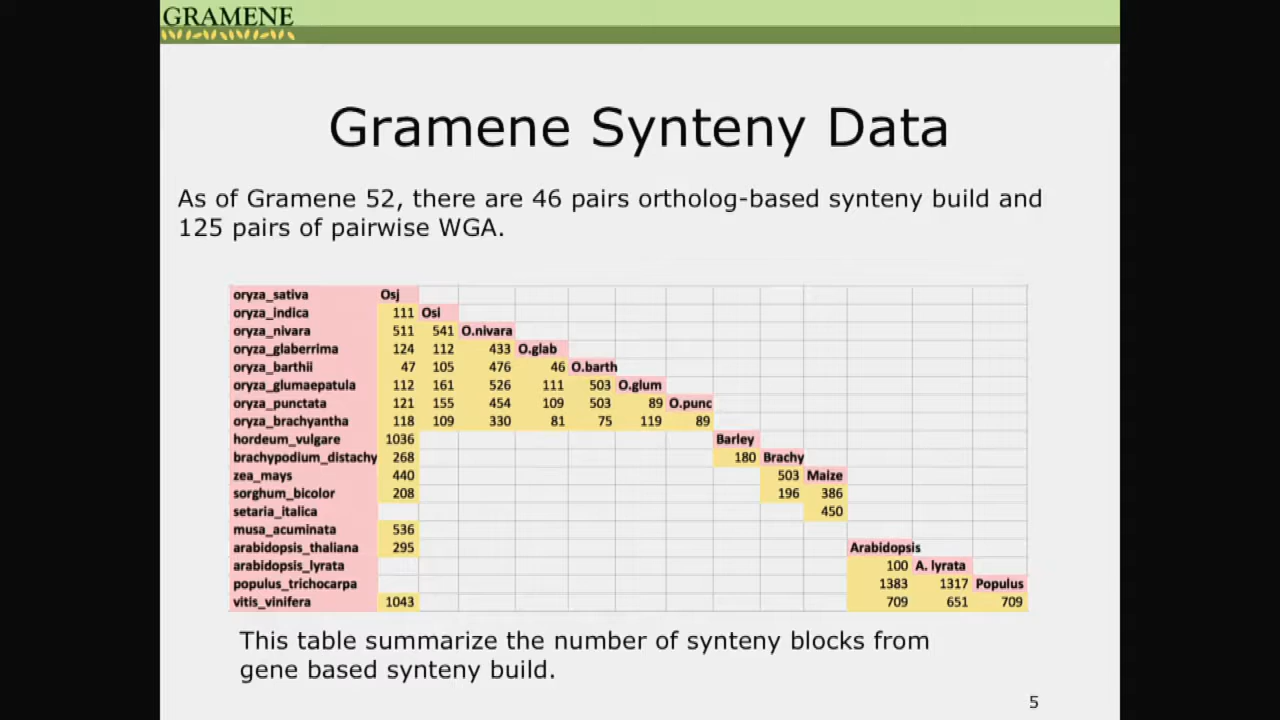 GRAMENE
Gramene Synteny Data
As of Gramene 52, there are 46 pairs ortholog-based synteny build and
125 pairs of pairwise WGA.
oryza_sativa Osj
oryza_indica 111 Osi
oryza_nivara 511 541 O.nivara
oryza_glaberrima 124 112 433 O.glab
oryza_barthii 47 105 476 46 O.barth
oryza_glumaepatula 112 161 526 111 503 O.glum
oryza_punctata 121 155 454 109 503 89 O.punc
oryza_brachyantha 118 109 330 81 75 119 89
hordeum_vulgare 1036 Barley
brachypodium_distachy 268 180 Brachy
zea_mays 440 503 Maize
sorghum_bicolor 208 196 386
setaria_italica 450
musa_acuminata 536
arabidopsis_thaliana 295 Arabidopsis
arabidopsis_lyrata 100 A. lyrata
populus_trichocarpa 1383 1317 Populus
vitis_vinifera 1043 709 651 709
This table summarize the number of synteny blocks from
gene based synteny build.
5